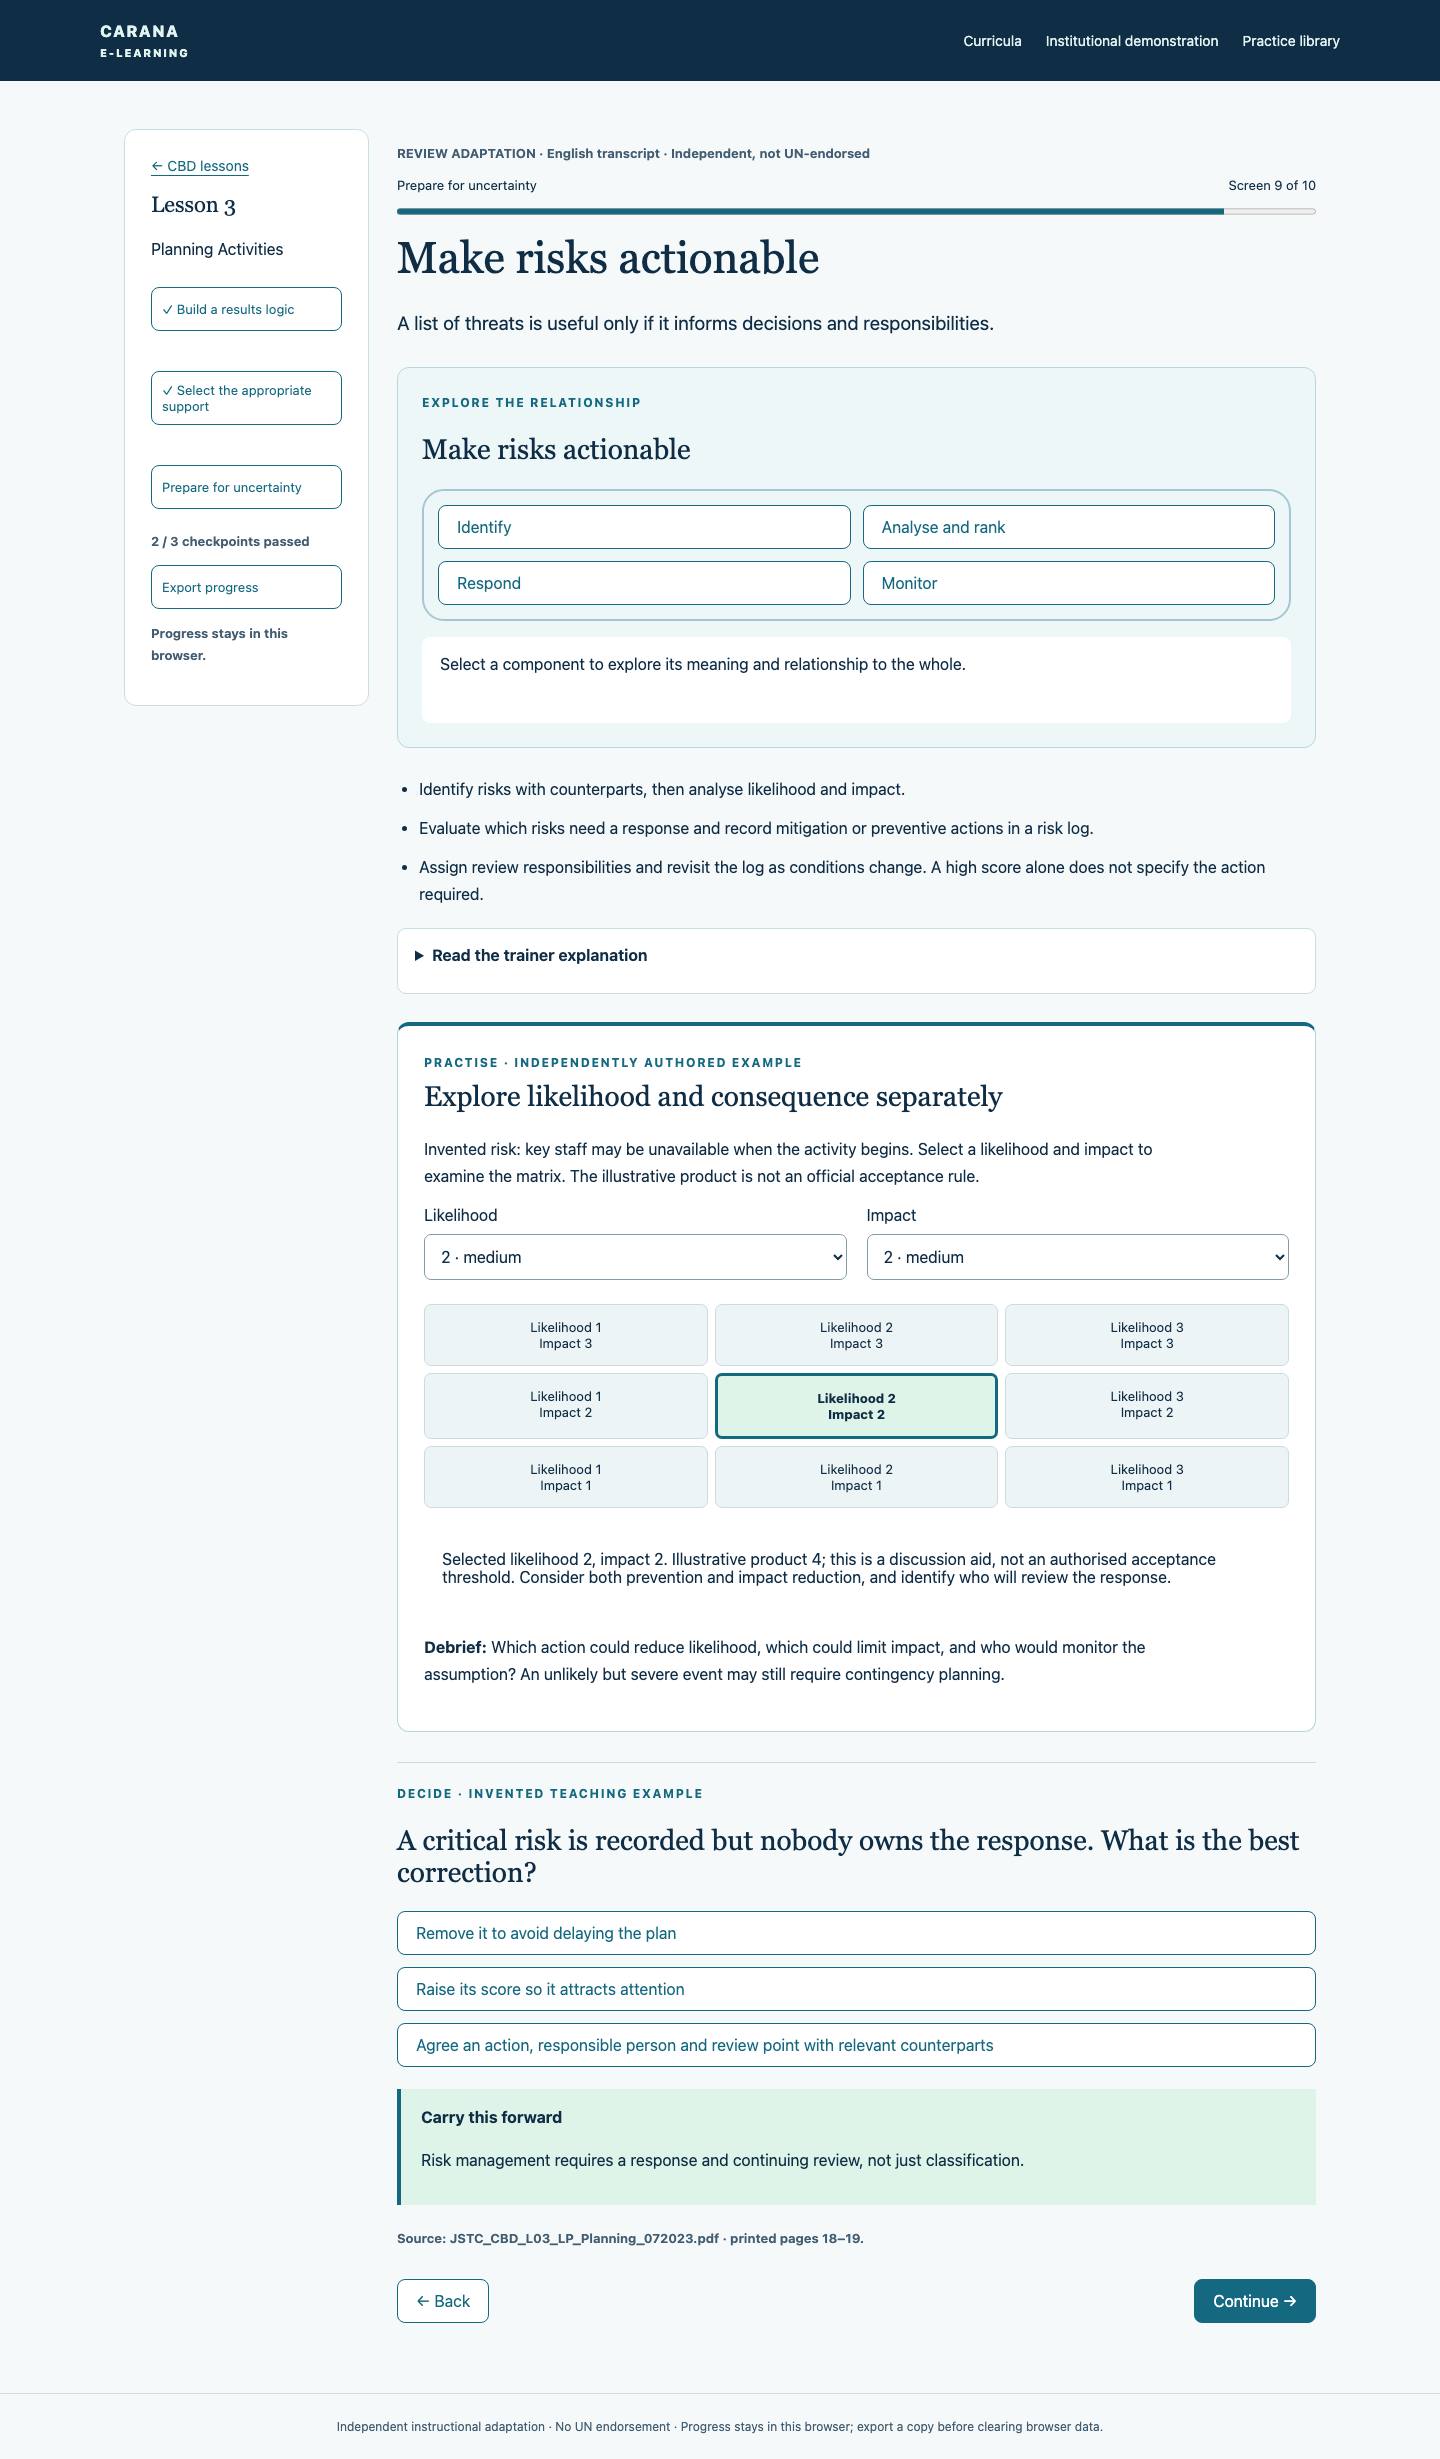 CARANA
E-LEARNING
Curricula
Institutional demonstration
Practice library
← CBD lessons
Lesson 3
Planning Activities
✓ Build a results logic
✓ Select the appropriate
support
Prepare for uncertainty
2 / 3 checkpoints passed
Export progress
Progress stays in this
browser.
REVIEW ADAPTATION · English transcript · Independent, not UN-endorsed
Prepare for uncertainty
Screen 9 of 10
Make risks actionable
A list of threats is useful only if it informs decisions and responsibilities.
EXPLORE THE RELATIONSHIP
Make risks actionable
Identify
Analyse and rank
Respond
Monitor
Select a component to explore its meaning and relationship to the whole.
• Identify risks with counterparts, then analyse likelihood and impact.
• Evaluate which risks need a response and record mitigation or preventive actions in a risk log.
• Assign review responsibilities and revisit the log as conditions change. A high score alone does not specify the action
required.
▶ Read the trainer explanation
PRACTISE · INDEPENDENTLY AUTHORED EXAMPLE
Explore likelihood and consequence separately
Invented risk: key staff may be unavailable when the activity begins. Select a likelihood and impact to
examine the matrix. The illustrative product is not an official acceptance rule.
Likelihood
Impact
2 · medium
2 · medium
Likelihood 1
Impact 3
Likelihood 2
Impact 3
Likelihood 3
Impact 3
Likelihood 1
Impact 2
Likelihood 2
Impact 2
Likelihood 3
Impact 2
Likelihood 1
Impact 1
Likelihood 2
Impact 1
Likelihood 3
Impact 1
Selected likelihood 2, impact 2. Illustrative product 4; this is a discussion aid, not an authorised acceptance
threshold. Consider both prevention and impact reduction, and identify who will review the response.
Debrief: Which action could reduce likelihood, which could limit impact, and who would monitor the
assumption? An unlikely but severe event may still require contingency planning.
DECIDE · INVENTED TEACHING EXAMPLE
A critical risk is recorded but nobody owns the response. What is the best
correction?
Remove it to avoid delaying the plan
Raise its score so it attracts attention
Agree an action, responsible person and review point with relevant counterparts
Carry this forward
Risk management requires a response and continuing review, not just classification.
Source: JSTC_CBD_L03_LP_Planning_072023.pdf · printed pages 18–19.
← Back
Continue →
Independent instructional adaptation · No UN endorsement · Progress stays in this browser; export a copy before clearing browser data.